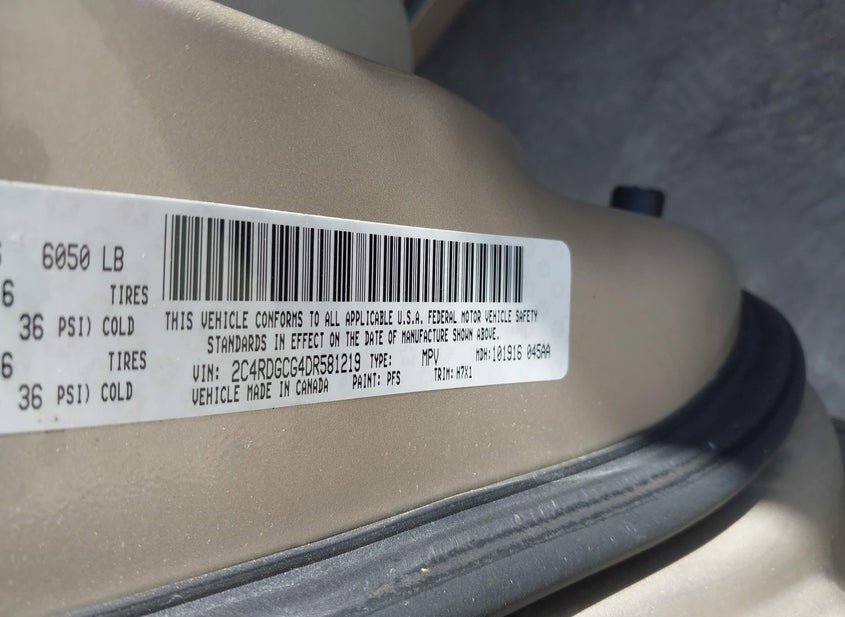 6050 LB
6 TIRES
36 PSI) COLD
6 TIRES
36 PSI) COLD
THIS VEHICLE CONFORMS TO ALL APPLICABLE U.S.A. FEDERAL MOTOR VEHICLE SAFETY
STANDARDS IN EFFECT ON THE DATE OF MANUFACTURE SHOWN ABOVE.
VIN: 2C4RDGCG4DR581219 TYPE: MPV MDH: 101916 045AA
VEHICLE MADE IN CANADA PAINT: PFS TRIM: H7X1